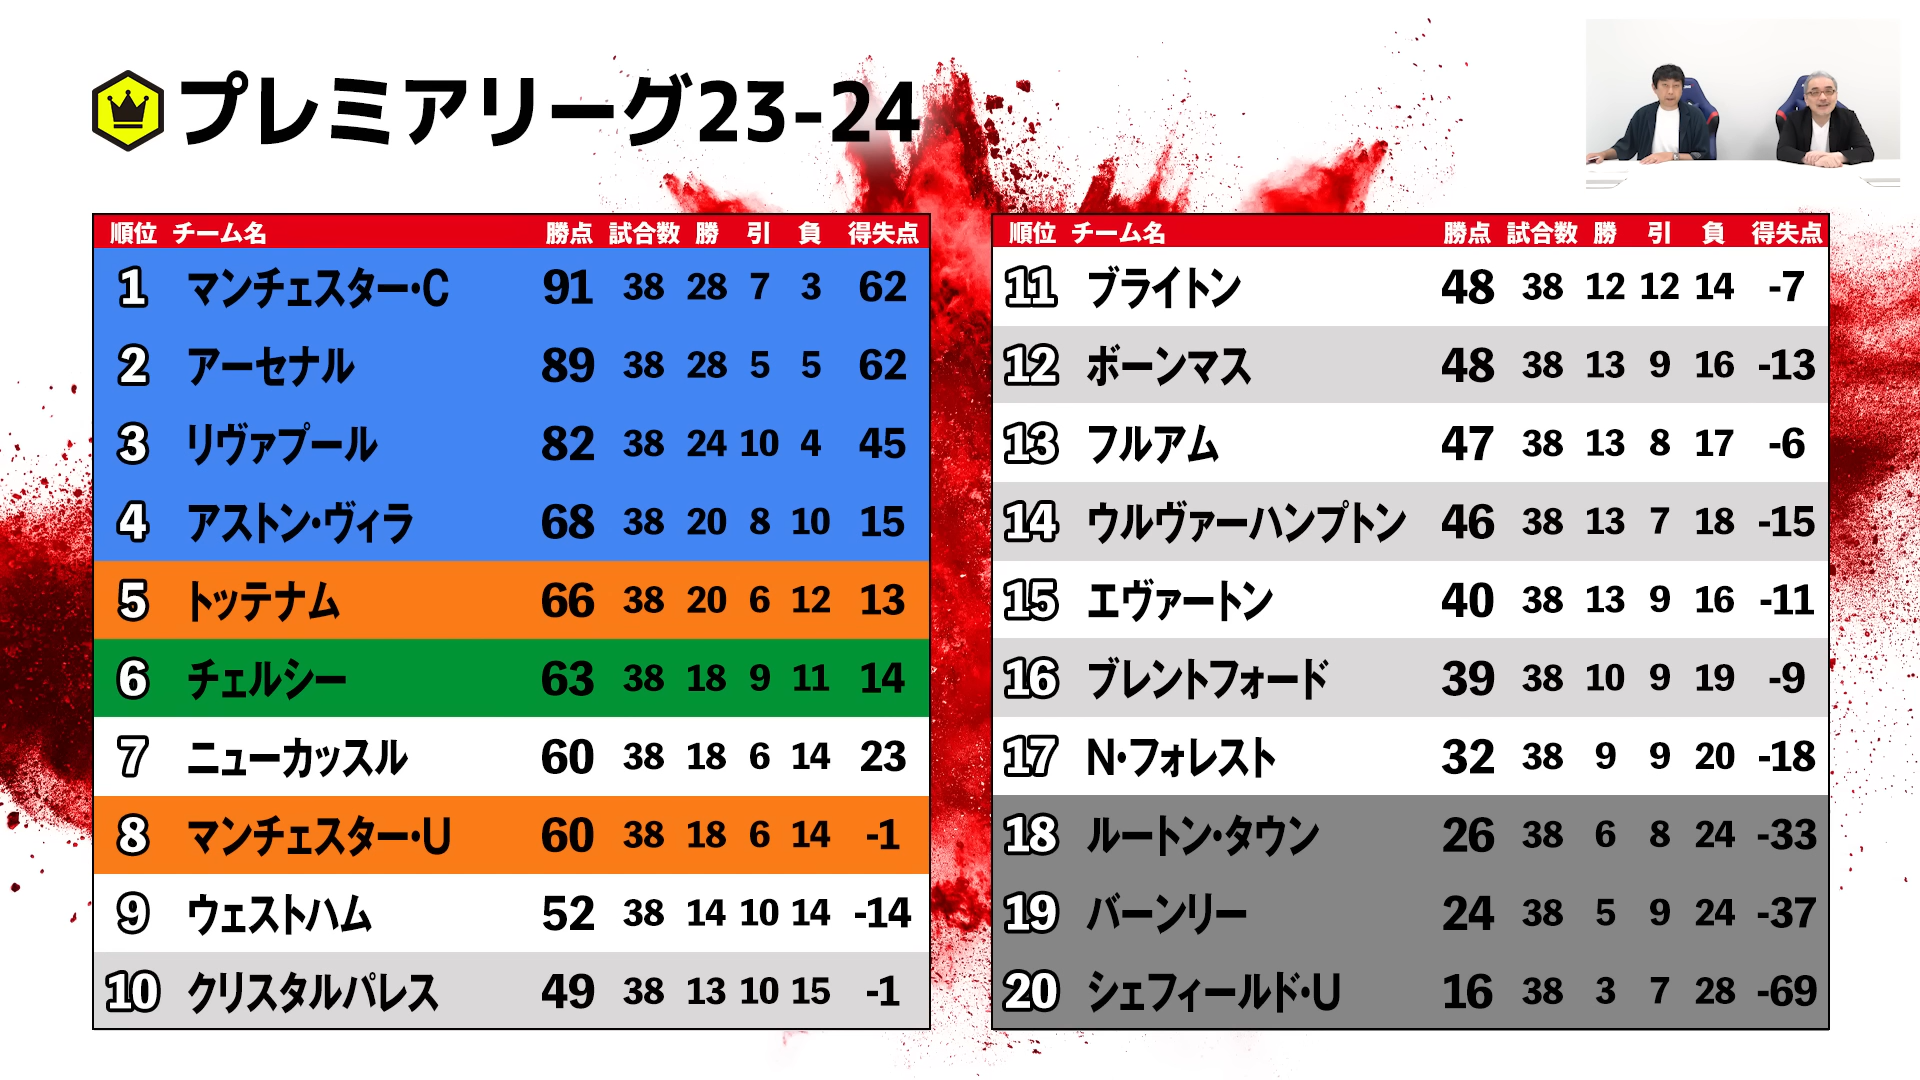 プレミアリーグ23-24
順位 チーム名 勝点 試合数 勝 引 負 得失点
1 マンチェスター・C 91 38 28 7 3 62
2 アーセナル 89 38 28 5 5 62
3 リヴァプール 82 38 24 10 4 45
4 アストン・ヴィラ 68 38 20 8 10 15
5 トッテナム 66 38 20 6 12 13
6 チェルシー 63 38 18 9 11 14
7 ニューカッスル 60 38 18 6 14 23
8 マンチェスター・U 60 38 18 6 14 -1
9 ウェストハム 52 38 14 10 14 -14
10 クリスタルパレス 49 38 13 10 15 -1
順位 チーム名 勝点 試合数 勝 引 負 得失点
11 ブライトン 48 38 12 12 14 -7
12 ボーンマス 48 38 13 9 16 -13
13 フルアム 47 38 13 8 17 -6
14 ウルヴァーハンプトン 46 38 13 7 18 -15
15 エヴァートン 40 38 13 9 16 -11
16 ブレントフォード 39 38 10 9 19 -9
17 N・フォレスト 32 38 9 9 20 -18
18 ルートン・タウン 26 38 6 8 24 -33
19 バーンリー 24 38 5 9 24 -37
20 シェフィールド・U 16 38 3 7 28 -69